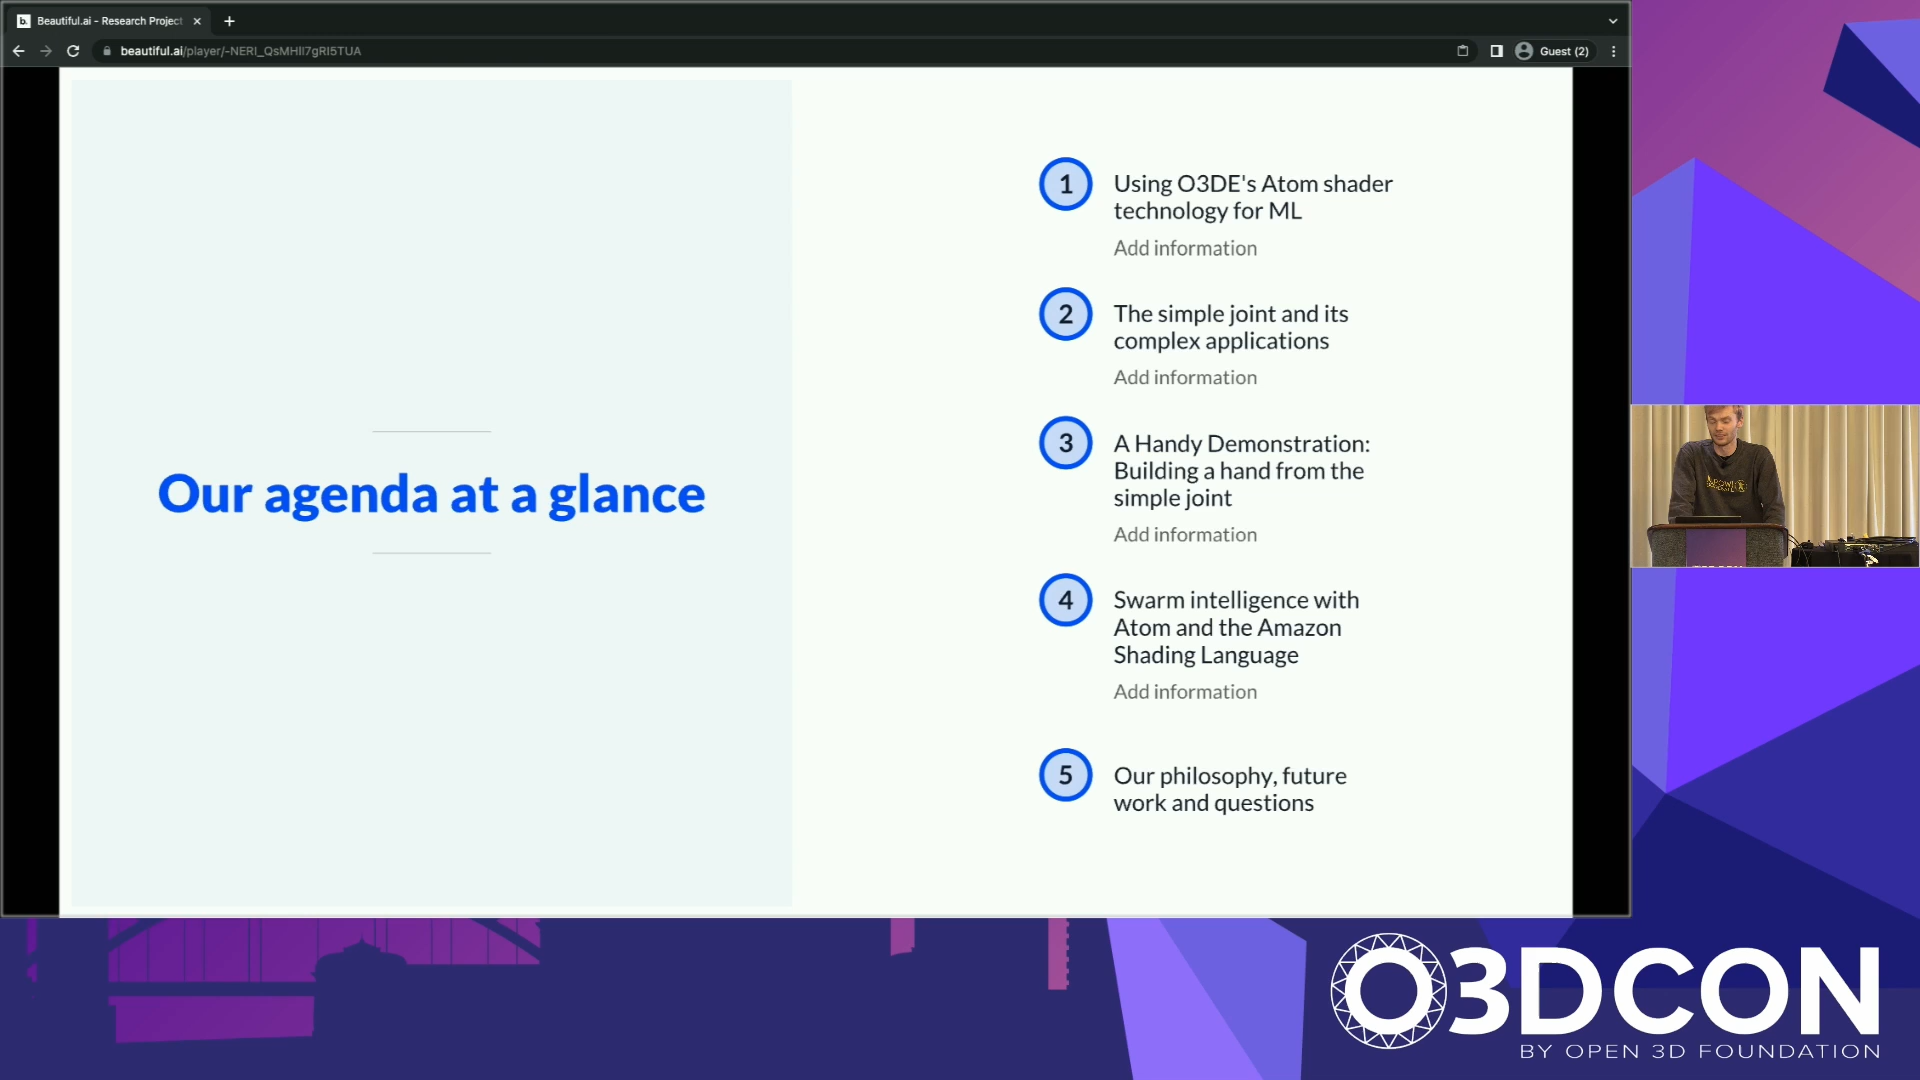 Beautiful.ai - Research Project
beautiful.ai/player/-NERI_QsMHIl7gRI5TUA
Guest (2)
Our agenda at a glance
1
Using O3DE's Atom shader
technology for ML
Add information
2
The simple joint and its
complex applications
Add information
3
A Handy Demonstration:
Building a hand from the
simple joint
Add information
4
Swarm intelligence with
Atom and the Amazon
Shading Language
Add information
5
Our philosophy, future
work and questions
O3DCON
BY OPEN 3D FOUNDATION